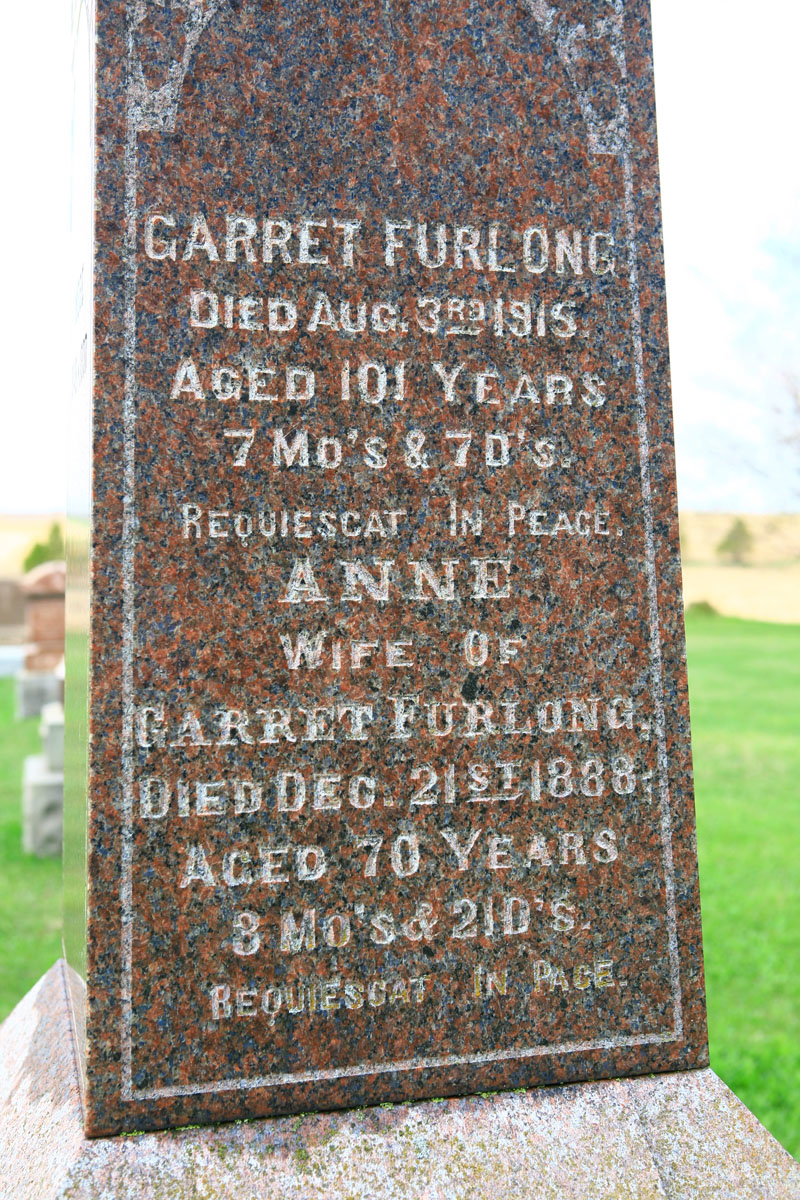 GARRET FURLONG
DIED AUG. 3RD 1915.
AGED 101 YEARS
7 MO'S & 7 D'S.
REQUIESCAT IN PEACE.
ANNE
WIFE OF
GARRET FURLONG.
DIED DEC. 21ST 1888.
AGED 70 YEARS
8 MO'S & 21 D'S.
REQUIESCAT IN PACE.